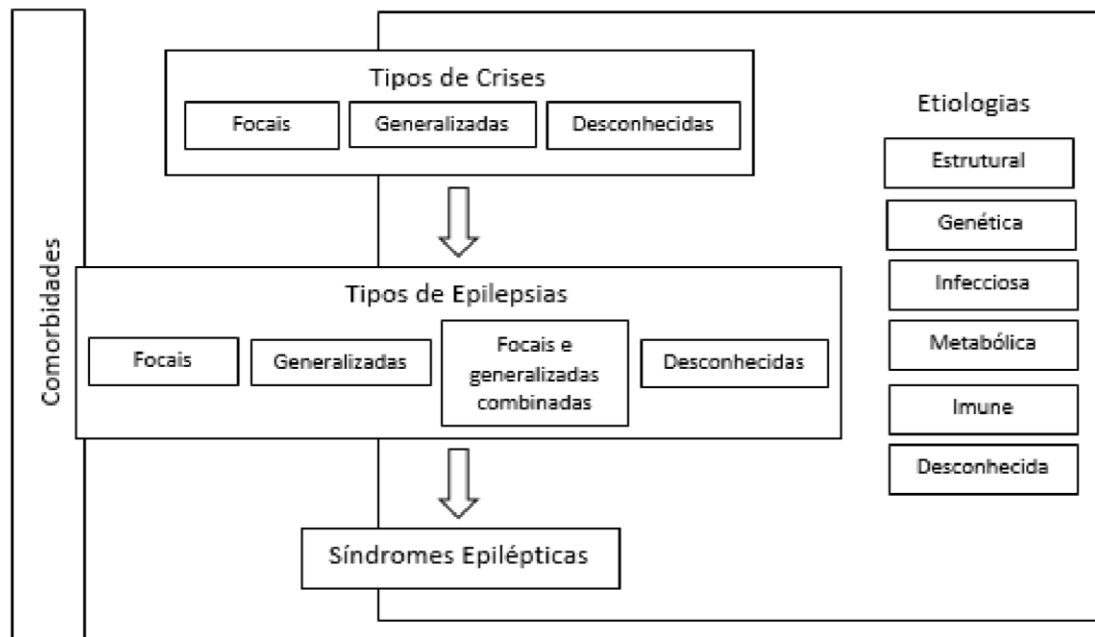 Comorbidades
Tipos de Crises
Focais
Generalizadas
Desconhecidas
Tipos de Epilepsias
Focais
Generalizadas
Focais e
generalizadas
combinadas
Desconhecidas
Síndromes Epilépticas
Etiologias
Estrutural
Genética
Infecciosa
Metabólica
Imune
Desconhecida